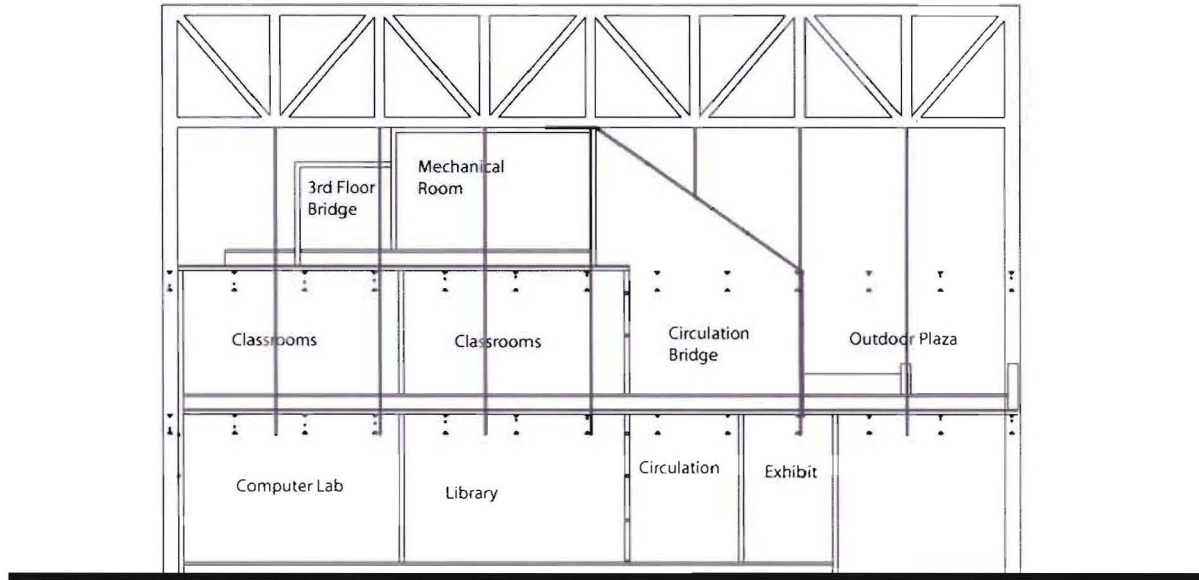 3rd Floor
Bridge
Mechanical
Room
Classrooms
Classrooms
Circulation
Bridge
Outdoor Plaza
Computer Lab
Library
Circulation
Exhibit